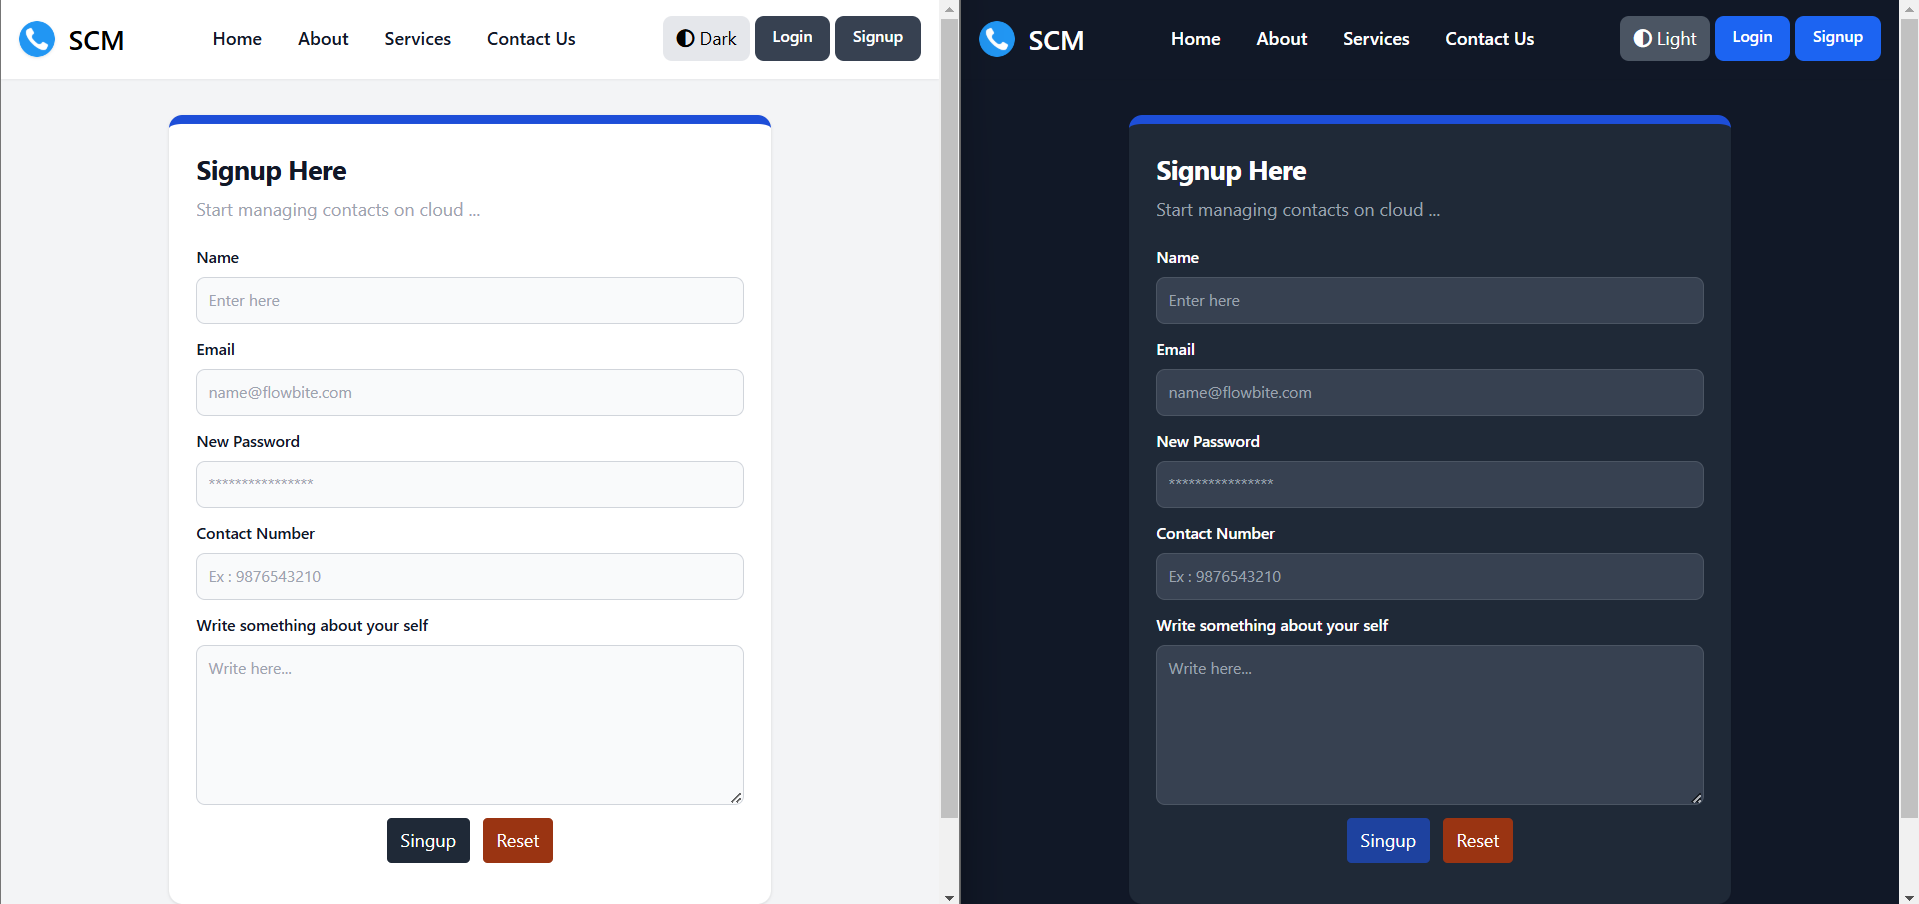 SCM Home About Services Contact Us Dark Login Signup
Signup Here
Start managing contacts on cloud ...
Name
Enter here
Email
name@flowbite.com
New Password
****************
Contact Number
Ex : 9876543210
Write something about your self
Write here...
Singup Reset
SCM Home About Services Contact Us Light Login Signup
Signup Here
Start managing contacts on cloud ...
Name
Enter here
Email
name@flowbite.com
New Password
****************
Contact Number
Ex : 9876543210
Write something about your self
Write here...
Singup Reset